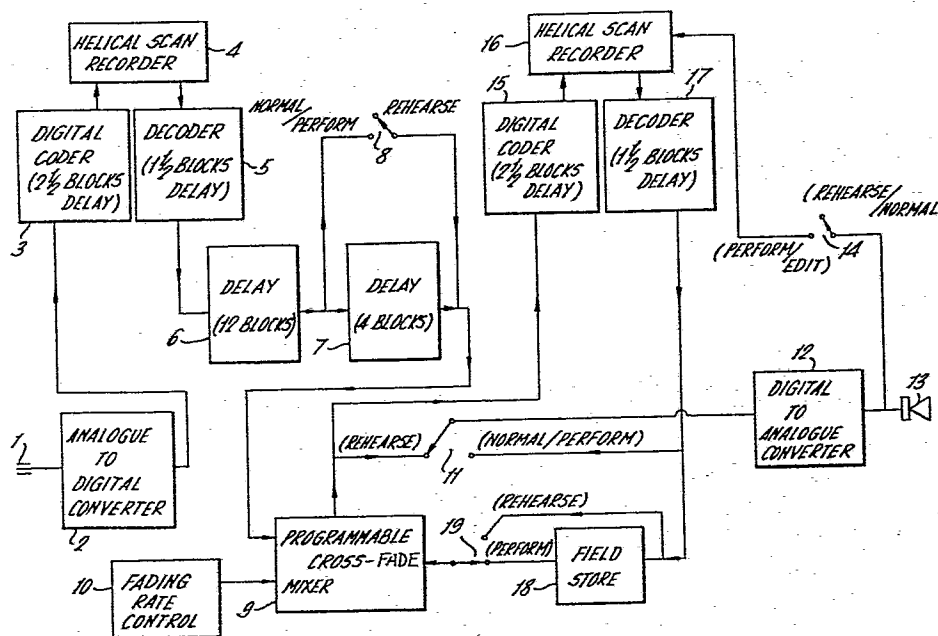 HELICAL SCAN
RECORDER
4
DIGITAL
CODER
(2½ BLOCKS
DELAY)
3
DECODER
(1½ BLOCKS
DELAY)
5
NORMAL/
PERFORM
REHEARSE
8
DELAY
(12 BLOCKS)
6
DELAY
(4 BLOCKS)
7
HELICAL SCAN
RECORDER
16
15
DIGITAL
CODER
(2½ BLOCKS
DELAY)
17
DECODER
(1½
BLOCKS
DELAY)
(REHEARSE/
NORMAL)
14
(PERFORM/
EDIT)
1
ANALOGUE
TO
DIGITAL
CONVERTER
2
12
DIGITAL
TO
ANALOGUE
CONVERTER
13
(REHEARSE)
(NORMAL/PERFORM)
11
(REHEARSE)
19
(PERFORM)
PROGRAMMABLE
CROSS-FADE
MIXER
9
FIELD
STORE
18
10
FADING
RATE
CONTROL